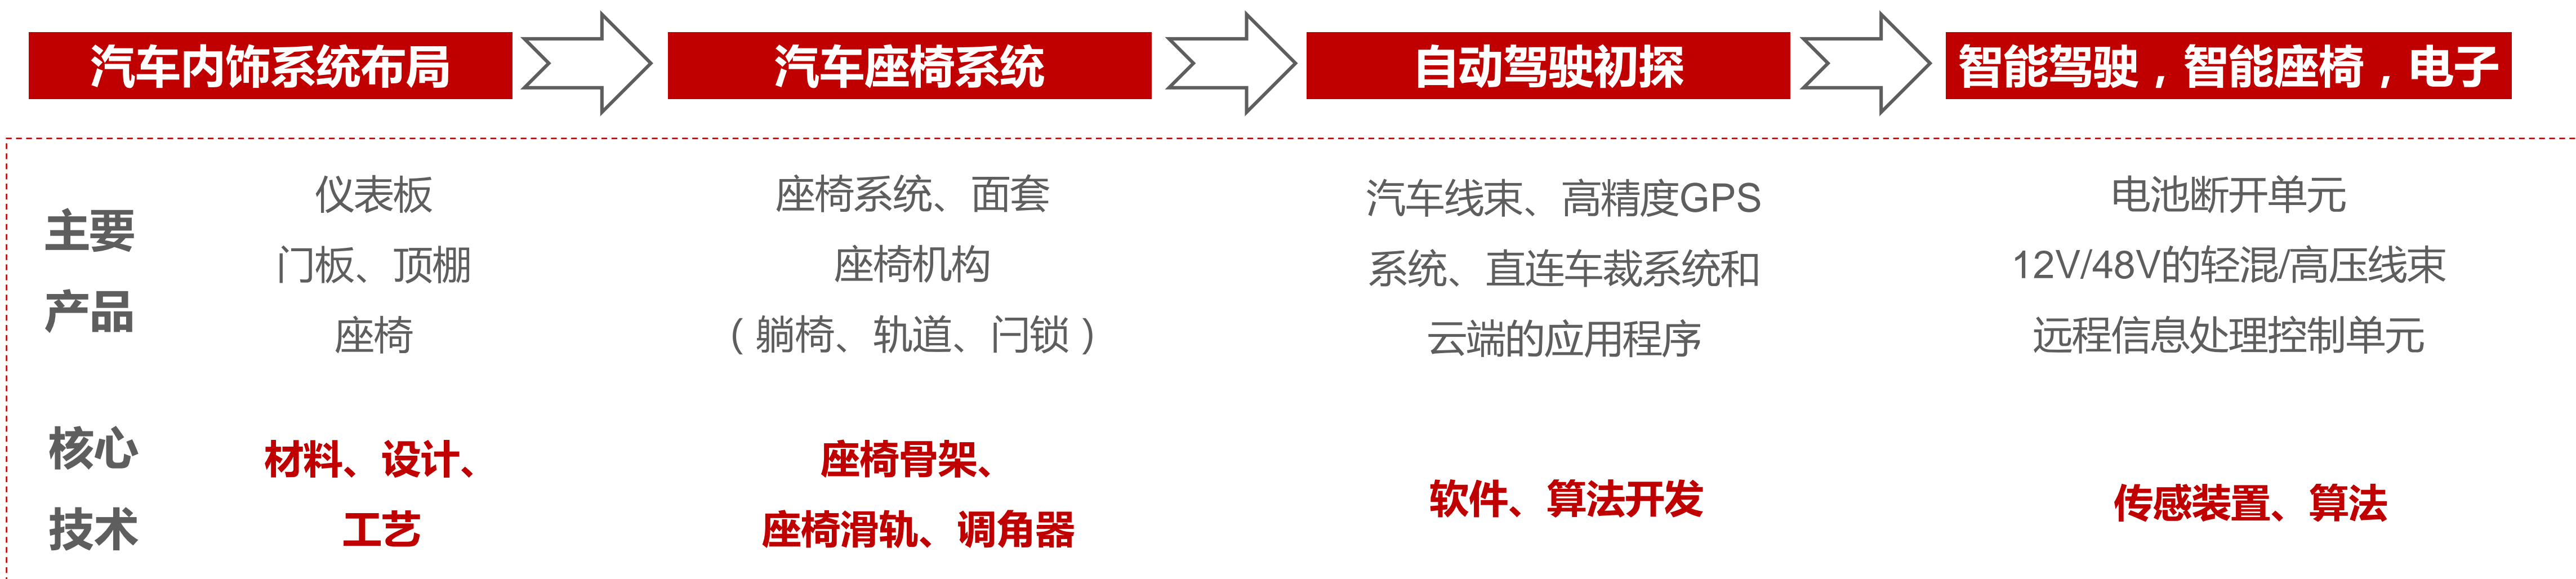 汽车内饰系统布局
汽车座椅系统
自动驾驶初探
智能驾驶，智能座椅，电子
主要
产品
仪表板
门板、顶棚
座椅
座椅系统、面套
座椅机构
（躺椅、轨道、闩锁）
汽车线束、高精度GPS
系统、直连车裁系统和
云端的应用程序
电池断开单元
12V/48V的轻混/高压线束
远程信息处理控制单元
核心
技术
材料、设计、
工艺
座椅骨架、
座椅滑轨、调角器
软件、算法开发
传感装置、算法